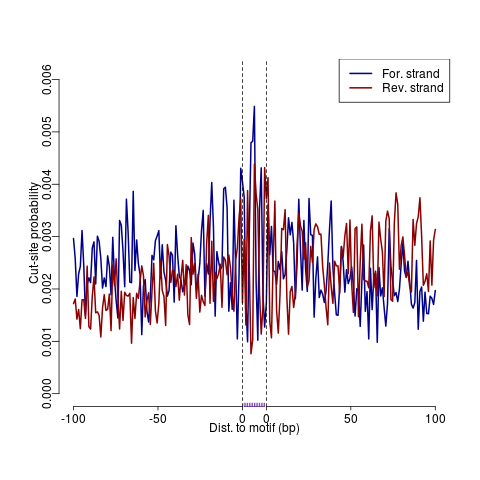 For. strand
Rev. strand
Cut-site probability
0.006
0.005
0.004
0.003
0.002
0.001
0.000
-100 -50 0 0 50 100
Dist. to motif (bp)